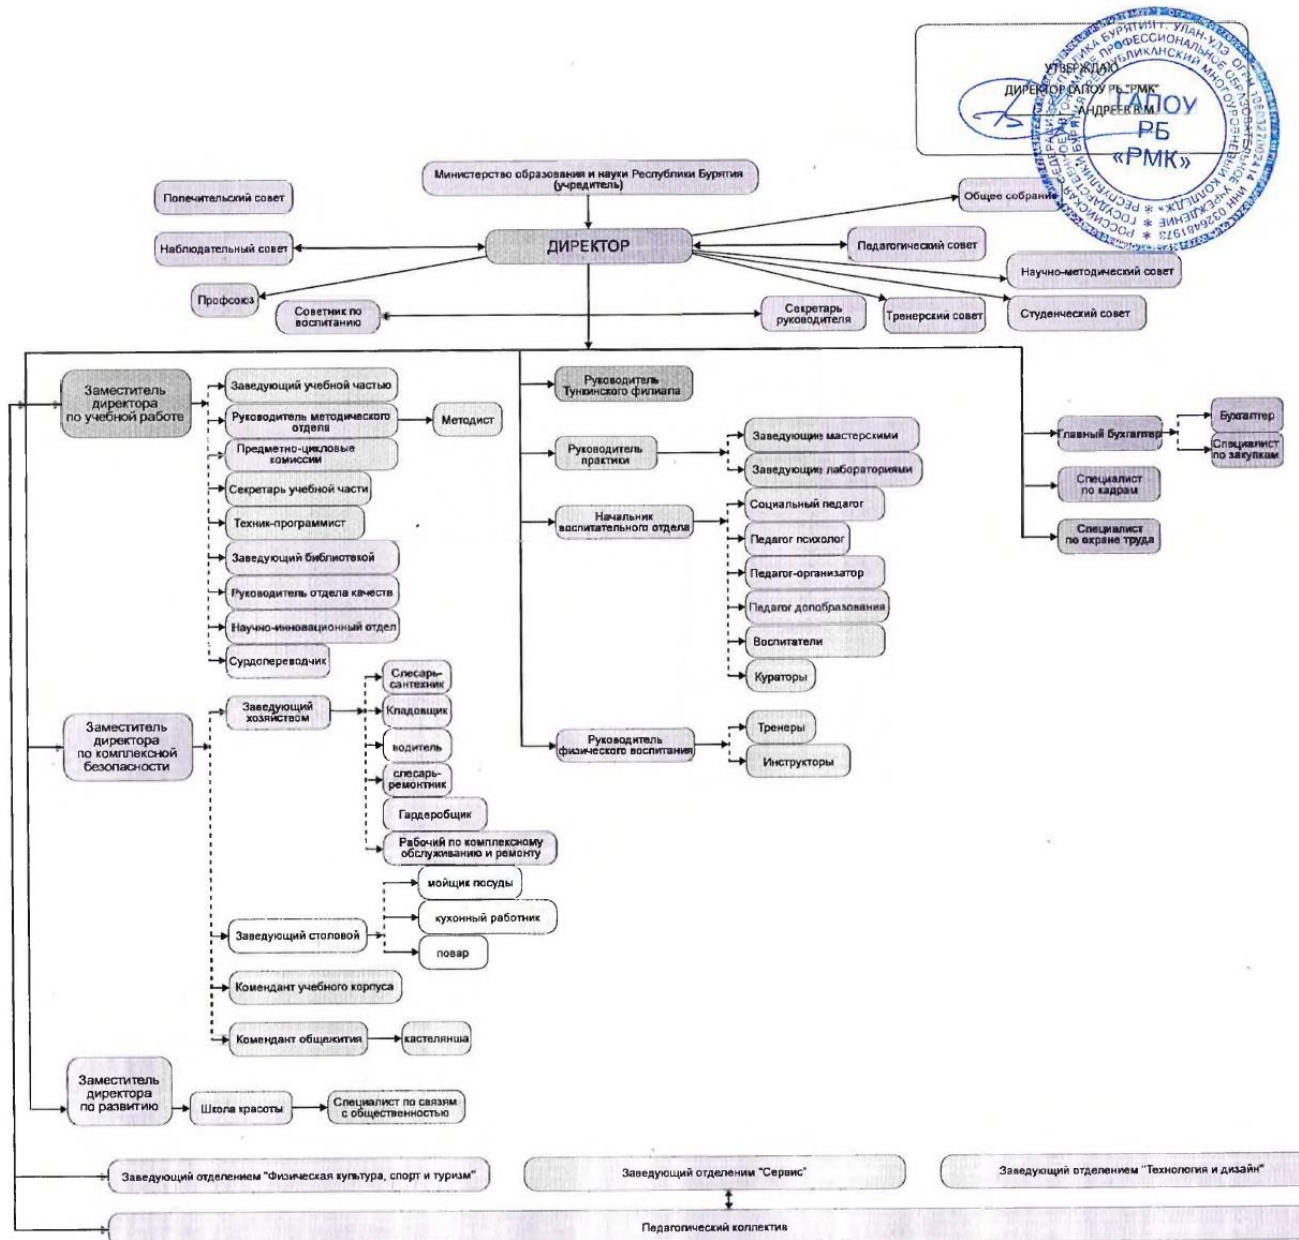 УТВЕРЖДАЮ
ДИРЕКТОР ГАПОУ РБ "РМК"
АНДРЕЕВ В.М.
ГАПОУ
РБ
«РМК»
Министерство образования и науки Республики Бурятия
(учредитель)
Попечительский совет
Общее собрание
Наблюдательный совет
ДИРЕКТОР
Педагогический совет
Научно-методический совет
Профсоюз
Советник по
воспитанию
Секретарь
руководителя
Тренерский совет
Студенческий совет
Заместитель
директора
по учебной работе
Заведующий учебной частью
Руководитель методического
отдела
Методист
Предметно-цикловые
комиссии
Секретарь учебной части
Техник-программист
Заведующий библиотекой
Руководитель отдела качеств
Научно-инновационный отдел
Сурдопереводчик
Руководитель
Тункинского филиала
Руководитель
практики
Заведующие мастерскими
Заведующие лабораториями
Начальник
воспитательного отдела
Социальный педагог
Педагог психолог
Педагог-организатор
Педагог допобразования
Воспитатели
Кураторы
Руководитель
физического воспитания
Тренеры
Инструкторы
Главный бухгалтер
Бухгалтер
Специалист
по закупкам
Специалист
по кадрам
Специалист
по охране труда
Заместитель
директора
по комплексной
безопасности
Заведующий
хозяйством
Слесарь-
сантехник
Кладовщик
водитель
слесарь-
ремонтник
Гардеробщик
Рабочий по комплексному
обслуживанию и ремонту
Заведующий столовой
мойщик посуды
кухонный работник
повар
Комендант учебного корпуса
Комендант общежития
кастелянша
Заместитель
директора
по развитию
Школа красоты
Специалист по связям
с общественностью
Заведующий отделением "Физическая культура, спорт и туризм"
Заведующий отделеним "Сервис"
Заведующий отделением "Технология и дизайн"
Педагогический коллектив